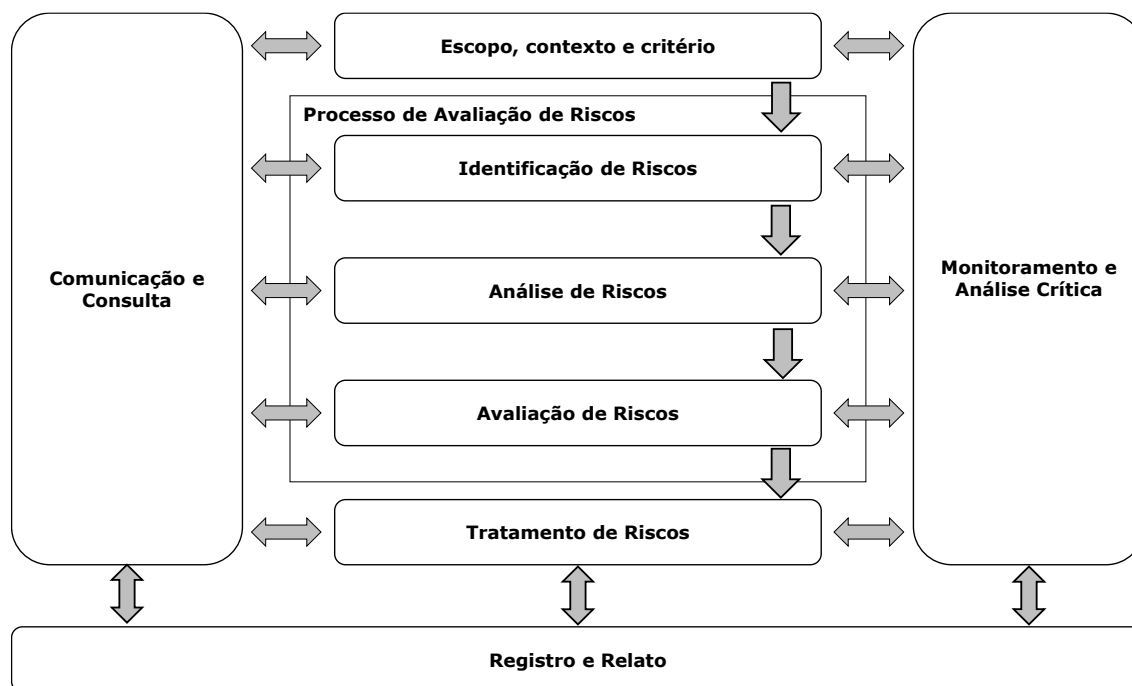 Escopo, contexto e critério
Processo de Avaliação de Riscos
Identificação de Riscos
Comunicação e
Consulta
Análise de Riscos
Monitoramento e
Análise Crítica
Avaliação de Riscos
Tratamento de Riscos
Registro e Relato